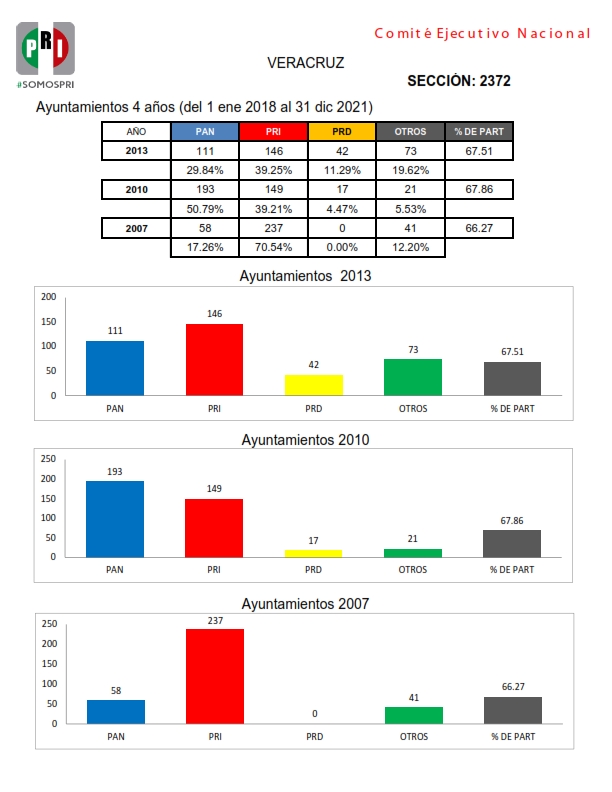 Comité Ejecutivo Nacional
PRI
#SOMOSPRI
VERACRUZ
SECCIÓN: 2372
Ayuntamientos 4 años (del 1 ene 2018 al 31 dic 2021)
AÑO PAN PRI PRD OTROS % DE PART
2013 111 146 42 73 67.51
29.84% 39.25% 11.29% 19.62%
2010 193 149 17 21 67.86
50.79% 39.21% 4.47% 5.53%
2007 58 237 0 41 66.27
17.26% 70.54% 0.00% 12.20%
Ayuntamientos 2013
200
150
100
50
0
111 146 42 73 67.51
PAN PRI PRD OTROS % DE PART
Ayuntamientos 2010
250
200
150
100
50
0
193 149 17 21 67.86
PAN PRI PRD OTROS % DE PART
Ayuntamientos 2007
250
200
150
100
50
0
58 237 0 41 66.27
PAN PRI PRD OTROS % DE PART